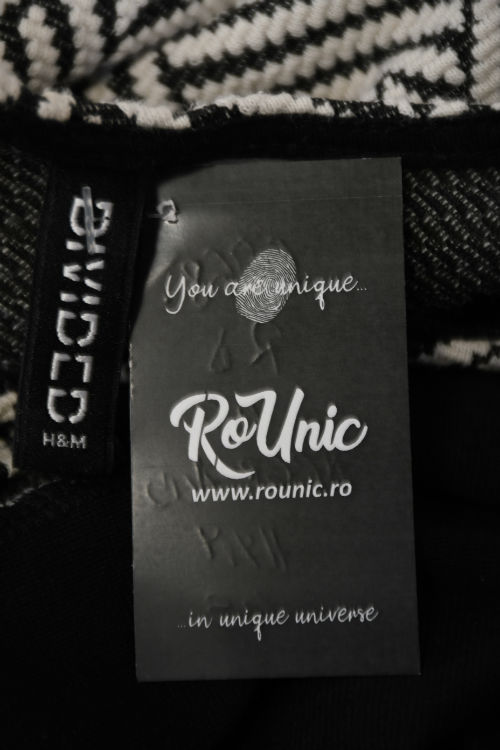 DIVIDED
H&M
You are unique...
RoUnic
www.rounic.ro
...in unique universe